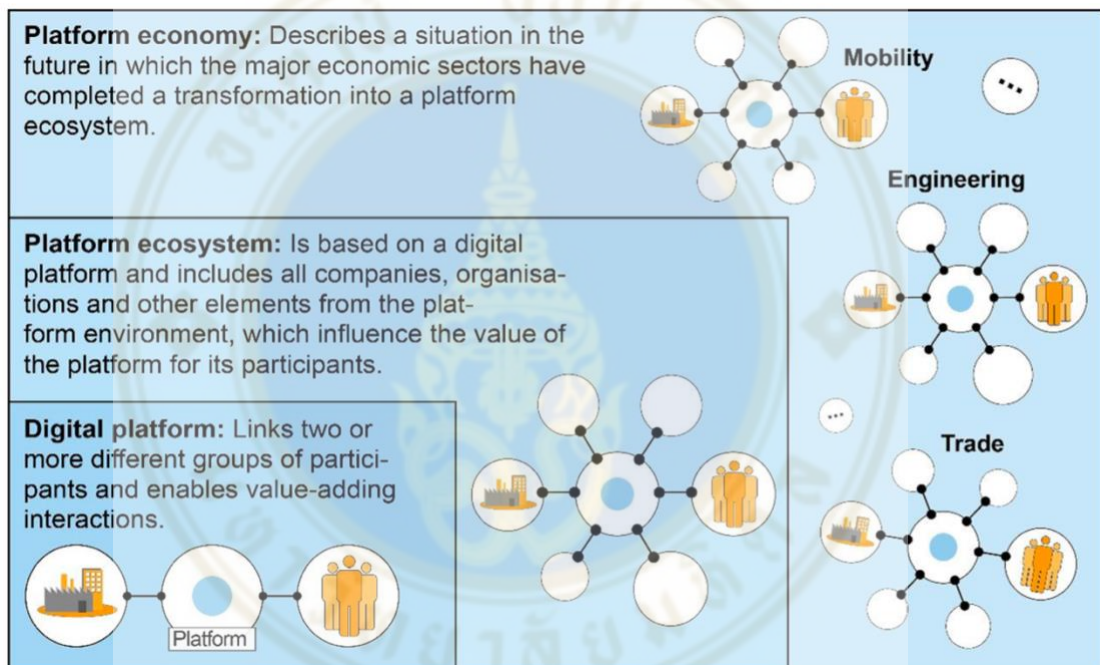 Platform economy: Describes a situation in the
future in which the major economic sectors have
completed a transformation into a platform
ecosystem.
Mobility
...
Engineering
Platform ecosystem: Is based on a digital
platform and includes all companies, organisa-
tions and other elements from the plat-
form environment, which influence the value of
the platform for its participants.
...
Trade
Digital platform: Links two or
more different groups of partici-
pants and enables value-adding
interactions.
Platform